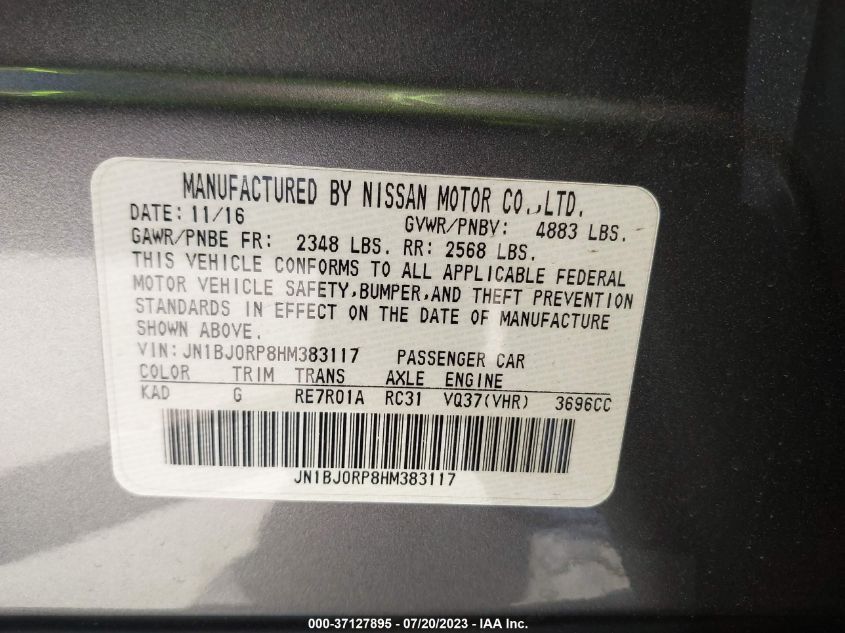 MANUFACTURED BY NISSAN MOTOR CO.,LTD.
DATE: 11/16 GVWR/PNBV: 4883 LBS.
GAWR/PNBE FR: 2348 LBS. RR: 2568 LBS.
THIS VEHICLE CONFORMS TO ALL APPLICABLE FEDERAL
MOTOR VEHICLE SAFETY,BUMPER,AND THEFT PREVENTION
STANDARDS IN EFFECT ON THE DATE OF MANUFACTURE
SHOWN ABOVE.
VIN: JN1BJ0RP8HM383117 PASSENGER CAR
COLOR TRIM TRANS AXLE ENGINE
KAD G RE7R01A RC31 VQ37(VHR) 3696CC
JN1BJ0RP8HM383117
000-37127895 - 07/20/2023 - IAA Inc.